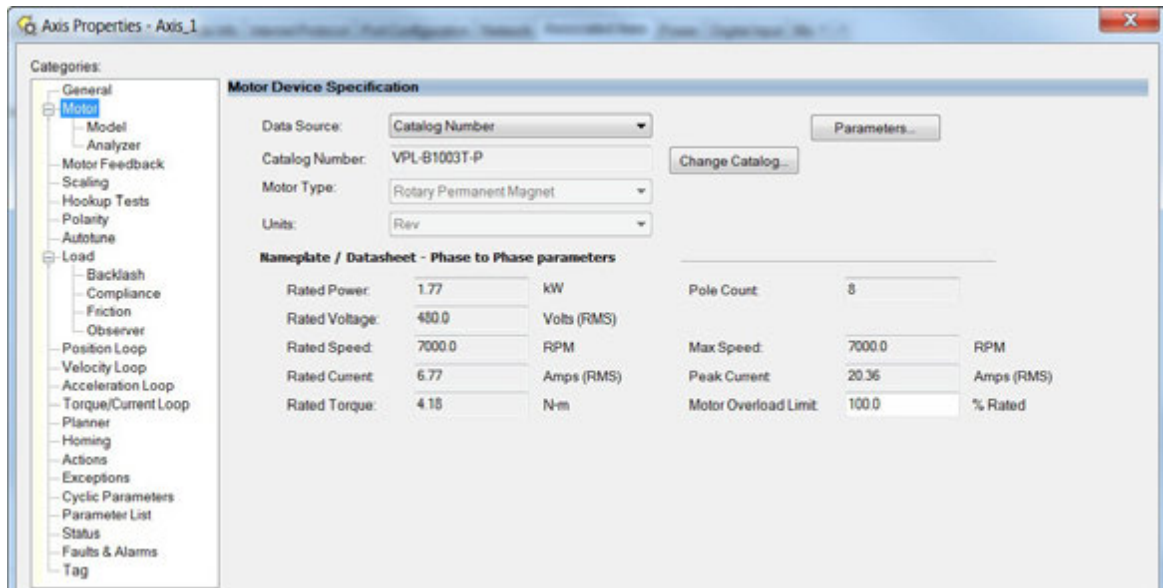 Axis Properties - Axis_1
X
Categories:
General
Motor
Model
Analyzer
Motor Feedback
Scaling
Hookup Tests
Polarity
Autotune
Load
Backlash
Compliance
Friction
Observer
Position Loop
Velocity Loop
Acceleration Loop
Torque/Current Loop
Planner
Homing
Actions
Exceptions
Cyclic Parameters
Parameter List
Status
Faults & Alarms
Tag
Motor Device Specification
Data Source: Catalog Number Parameters...
Catalog Number: VPL-B1003T-P Change Catalog...
Motor Type: Rotary Permanent Magnet
Units: Rev
Nameplate / Datasheet - Phase to Phase parameters
Rated Power: 1.77 kW Pole Count: 8
Rated Voltage: 480.0 Volts (RMS)
Rated Speed: 7000.0 RPM Max Speed: 7000.0 RPM
Rated Current: 6.77 Amps (RMS) Peak Current: 20.36 Amps (RMS)
Rated Torque: 4.18 N-m Motor Overload Limit: 100.0 % Rated